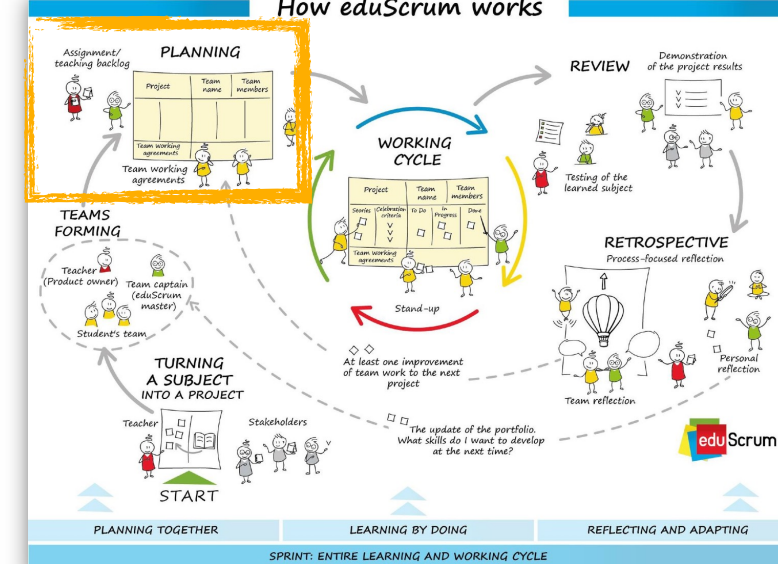 How eduScrum works
PLANNING
Assignment/
teaching backlog
Project
Team
name
Team
members
Team Working
agreements
Team Working
agreements
REVIEW
Demonstration
of the project results
Testing of the
learned subject
WORKING
CYCLE
Project
Team
name
Team
members
Stories
Celebration
criteria
To Do
In
Progress
Done
Team Working
agreements
Stand-up
TEAMS
FORMING
Teacher
(Product owner)
Team captain
(eduScrum
master)
Student's team
RETROSPECTIVE
Process-focused reflection
Team reflection
Personal
reflection
At least one improvement
of team work to the next
project
TURNING
A SUBJECT
INTO A PROJECT
Teacher
Stakeholders
START
The update of the portfolio.
What skills do I want to develop
at the next time?
eduScrum
PLANNING TOGETHER
LEARNING BY DOING
REFLECTING AND ADAPTING
SPRINT: ENTIRE LEARNING AND WORKING CYCLE